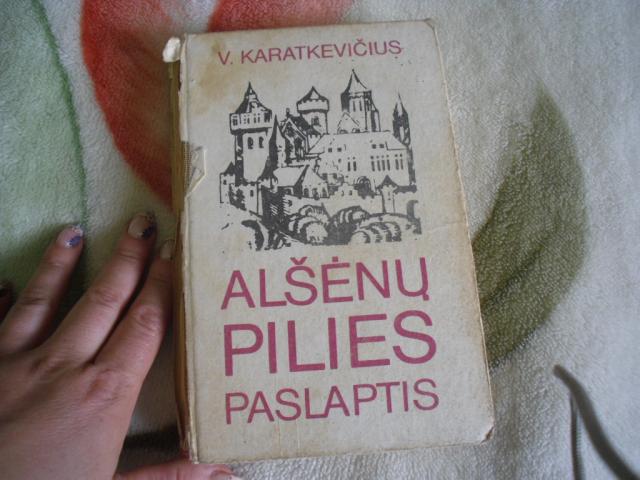 V. KARATKEVIČIUS
ALŠĖNŲ
PILIES
PASLAPTIS